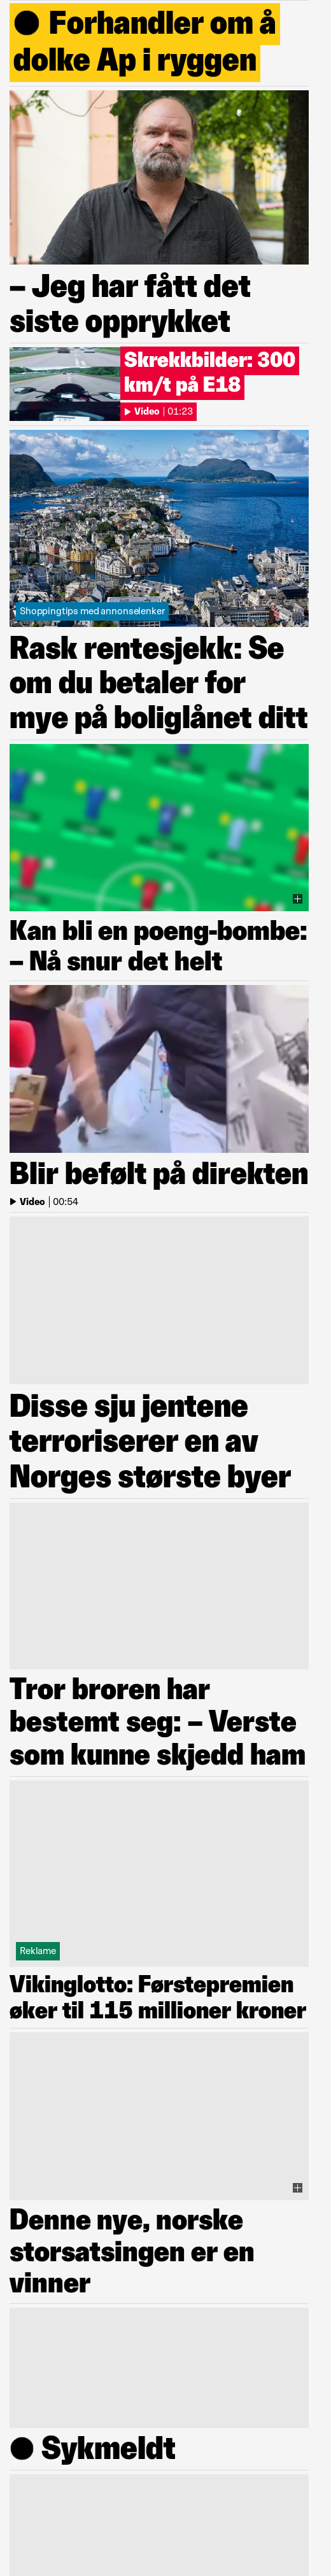 ● Forhandler om å
dolke Ap i ryggen
– Jeg har fått det
siste opprykket
Skrekkbilder: 300
km/t på E18
Video | 01:23
Shoppingtips med annonselenker
Rask rentesjekk: Se
om du betaler for
mye på boliglånet ditt
Kan bli en poeng-bombe:
– Nå snur det helt
Blir befølt på direkten
Video | 00:54
Disse sju jentene
terroriserer en av
Norges største byer
Tror broren har
bestemt seg: – Verste
som kunne skjedd ham
Reklame
Vikinglotto: Førstepremien
øker til 115 millioner kroner
Denne nye, norske
storsatsingen er en
vinner
● Sykmeldt